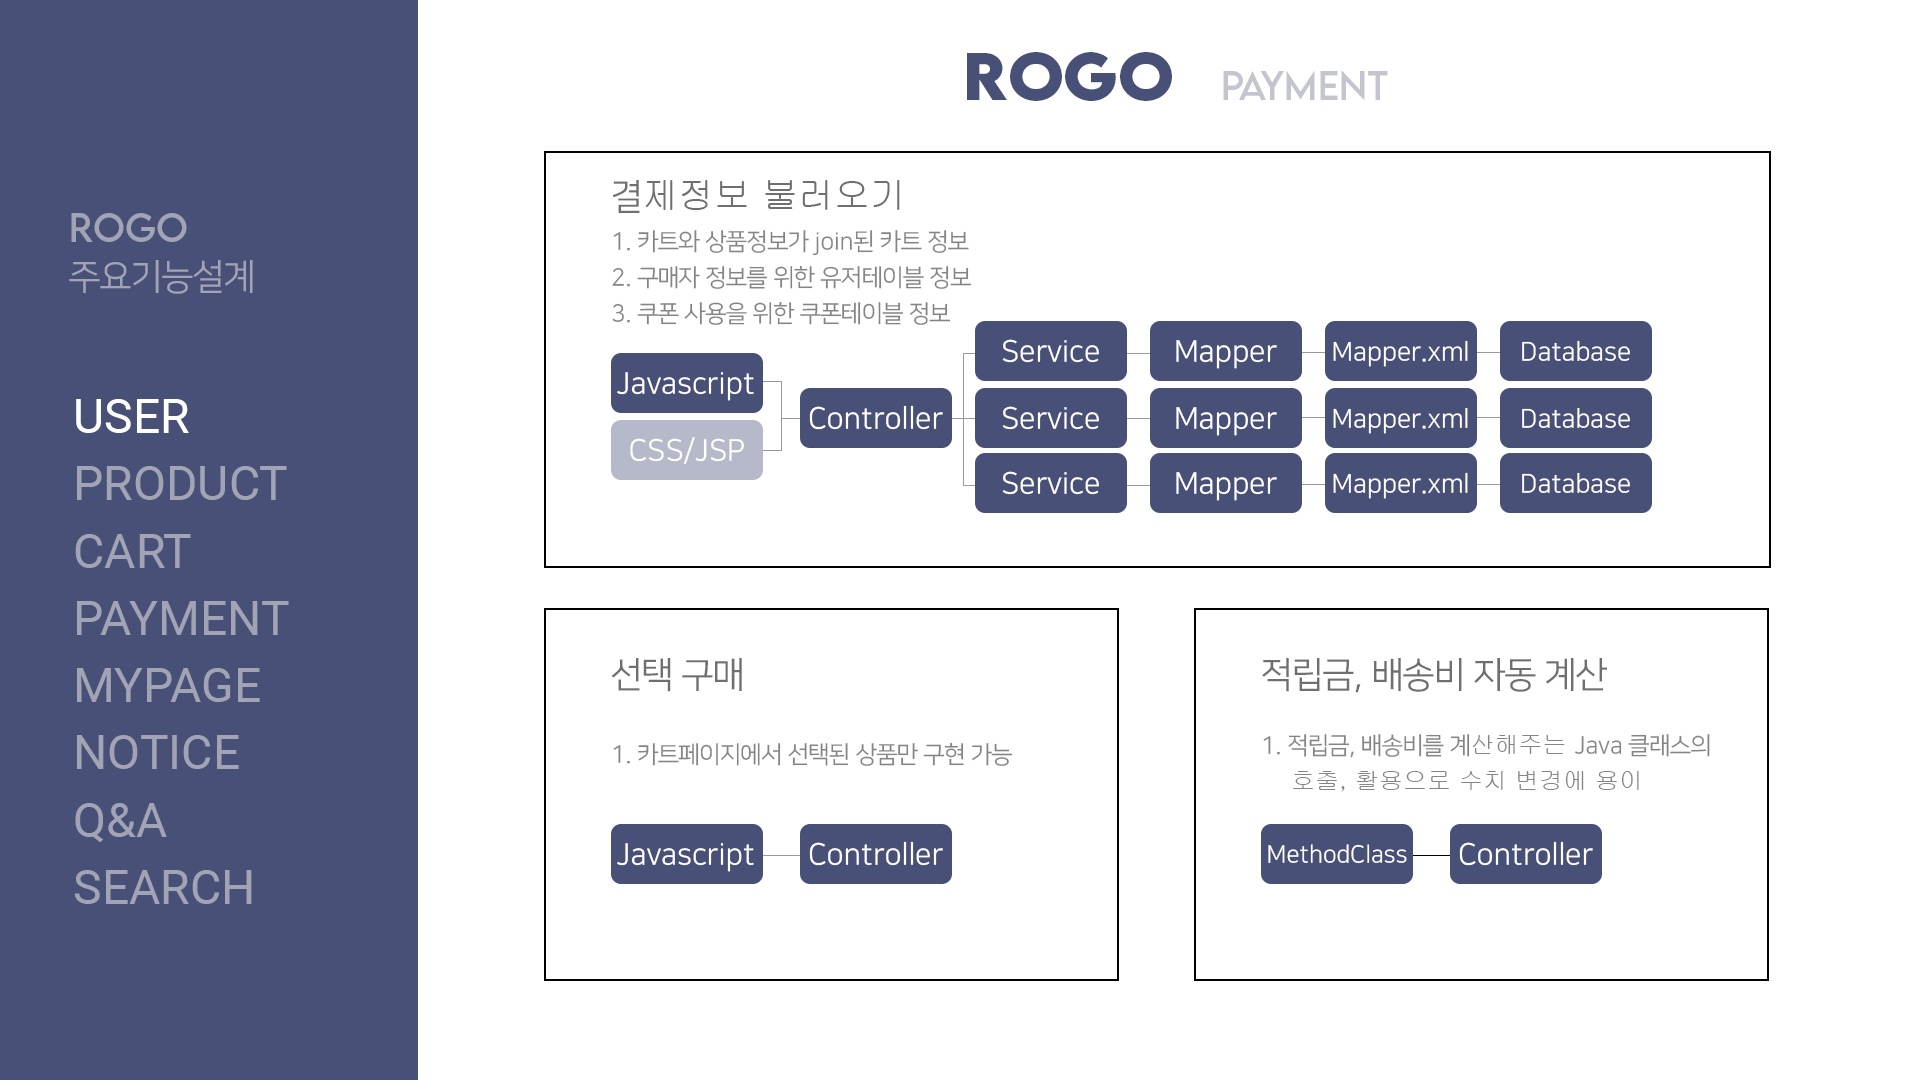 ROGO
주요기능설계
USER
PRODUCT
CART
PAYMENT
MYPAGE
NOTICE
Q&A
SEARCH
ROGO PAYMENT
결제정보 불러오기
1. 카트와 상품정보가 join된 카트 정보
2. 구매자 정보를 위한 유저테이블 정보
3. 쿠폰 사용을 위한 쿠폰테이블 정보
Javascript
CSS/JSP
Controller
Service Mapper Mapper.xml Database
Service Mapper Mapper.xml Database
Service Mapper Mapper.xml Database
선택 구매
1. 카트페이지에서 선택된 상품만 구현 가능
Javascript Controller
적립금, 배송비 자동 계산
1. 적립금, 배송비를 계산해주는 Java 클래스의
호출, 활용으로 수치 변경에 용이
MethodClass Controller